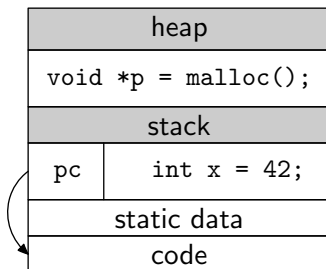 heap
void *p = malloc();
stack
pc int x = 42;
static data
code